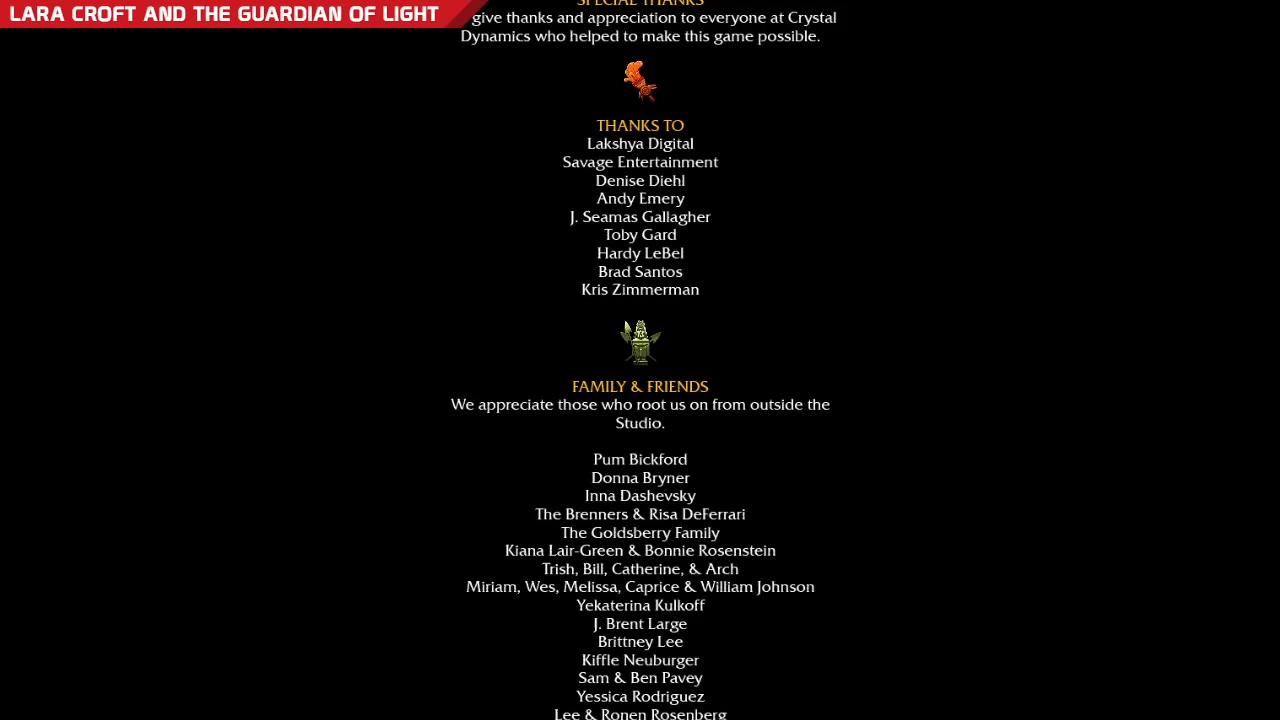 LARA CROFT AND THE GUARDIAN OF LIGHT
SPECIAL THANKS
give thanks and appreciation to everyone at Crystal
Dynamics who helped to make this game possible.
THANKS TO
Lakshya Digital
Savage Entertainment
Denise Diehl
Andy Emery
J. Seamas Gallagher
Toby Gard
Hardy LeBel
Brad Santos
Kris Zimmerman
FAMILY & FRIENDS
We appreciate those who root us on from outside the
Studio.
Pum Bickford
Donna Bryner
Inna Dashevsky
The Brenners & Risa DeFerrari
The Goldsberry Family
Kiana Lair-Green & Bonnie Rosenstein
Trish, Bill, Catherine, & Arch
Miriam, Wes, Melissa, Caprice & William Johnson
Yekaterina Kulkoff
J. Brent Large
Brittney Lee
Kiffle Neuburger
Sam & Ben Pavey
Yessica Rodriguez
Lee & Ronen Rosenberg